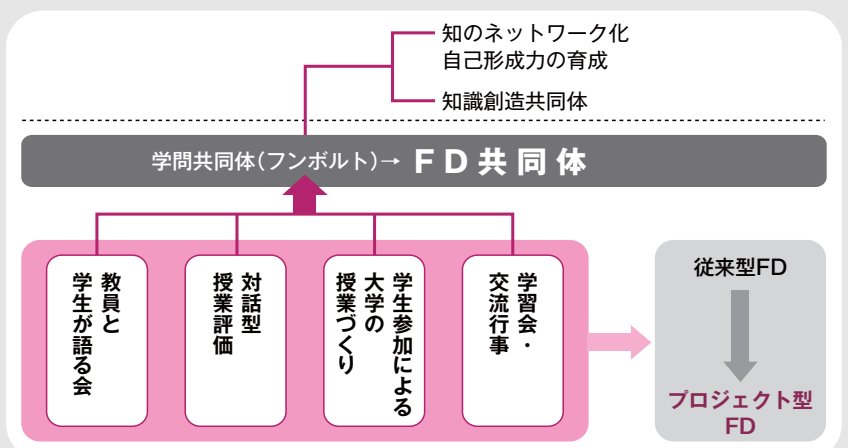 知のネットワーク化
自己形成力の育成
知識創造共同体
学問共同体(フンボルト)→ FD共同体
教員と
学生が語る会
対話型
授業評価
学生参加による
大学の
授業づくり
学習会・
交流行事
従来型FD
プロジェクト型
FD